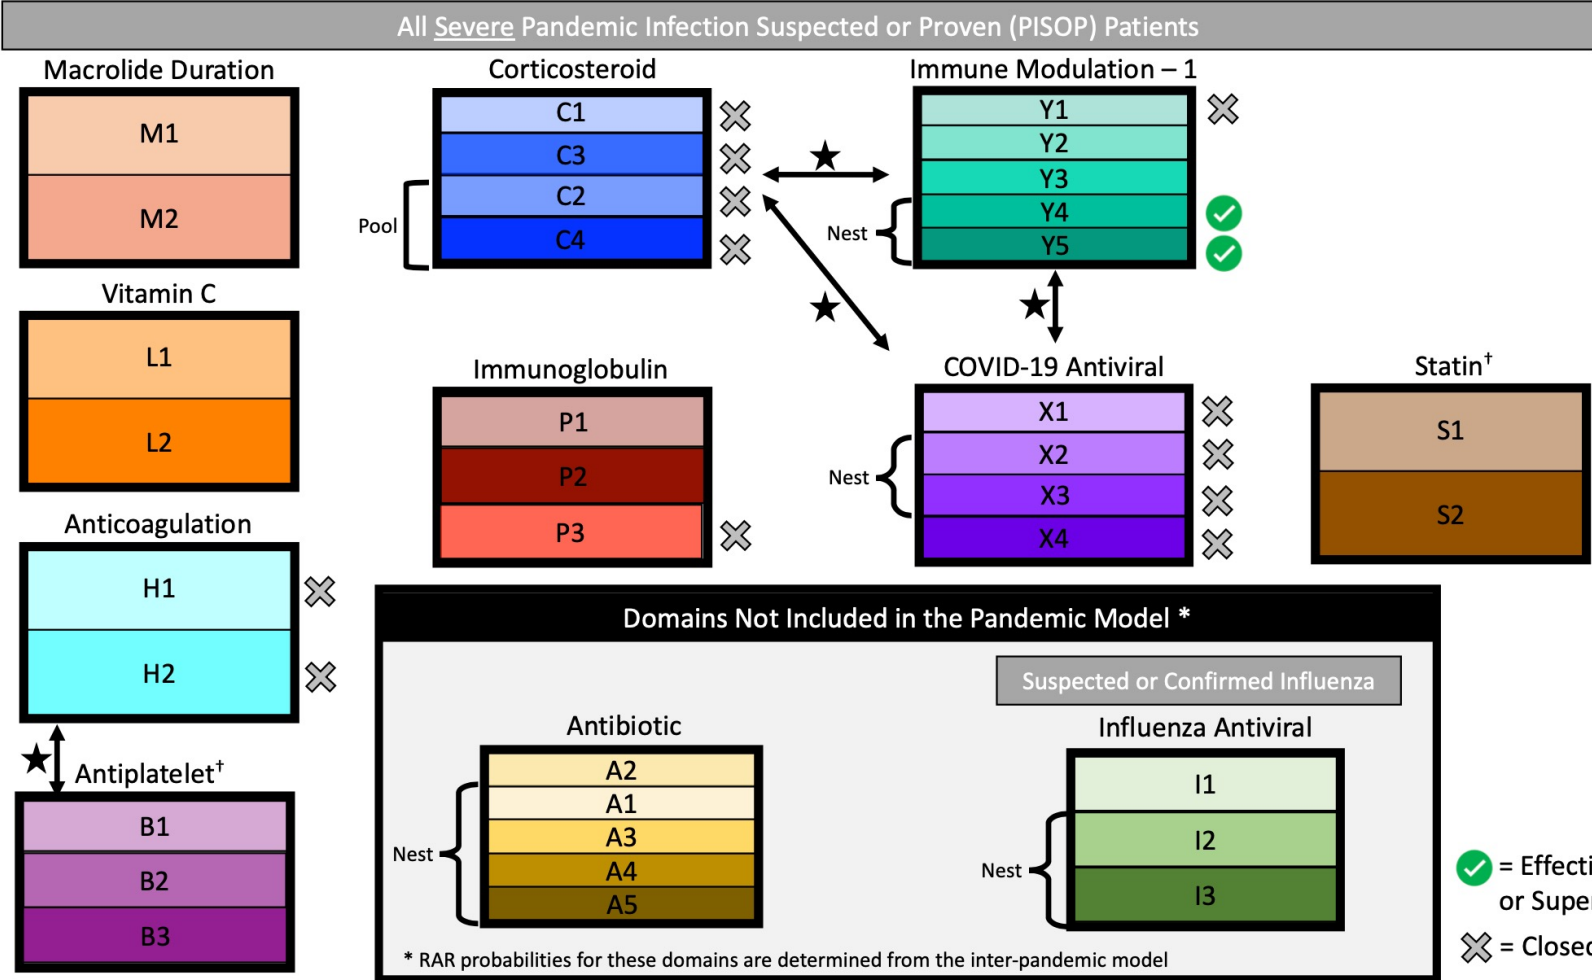 All Severe Pandemic Infection Suspected or Proven (PISOP) Patients
Macrolide Duration
M1
M2
Corticosteroid
C1
C3
C2
C4
Pool
Immune Modulation – 1
Y1
Y2
Y3
Y4
Y5
Nest
Vitamin C
L1
L2
Immunoglobulin
P1
P2
P3
COVID-19 Antiviral
X1
X2
X3
X4
Nest
Statin†
S1
S2
Anticoagulation
H1
H2
Antiplatelet†
B1
B2
B3
Domains Not Included in the Pandemic Model *
Suspected or Confirmed Influenza
Antibiotic
A2
A1
A3
A4
A5
Nest
Influenza Antiviral
I1
I2
I3
Nest
* RAR probabilities for these domains are determined from the inter-pandemic model
=
or
= Closed